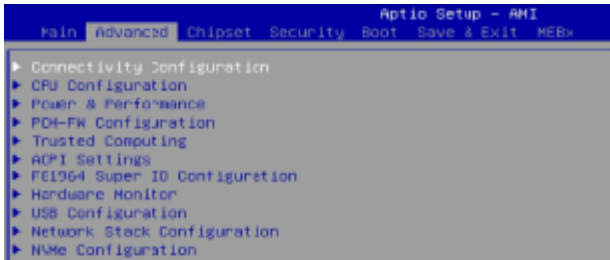 Aptio Setup - AMI
Main Advanced Chipset Security Boot Save & Exit MEBx
Connectivity Configuration
CPU Configuration
Power & Performance
PCH-FW Configuration
Trusted Computing
ACPI Settings
F81964 Super IO Configuration
Hardware Monitor
USB Configuration
Network Stack Configuration
NVMe Configuration